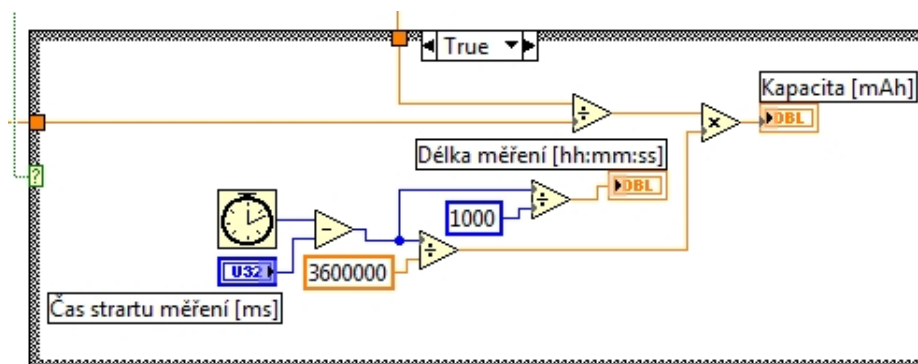 True
Kapacita [mAh]
÷
×
DBL
Délka měření [hh:mm:ss]
DBL
?
÷
1000
-
÷
U32
3600000
Čas strartu měření [ms]